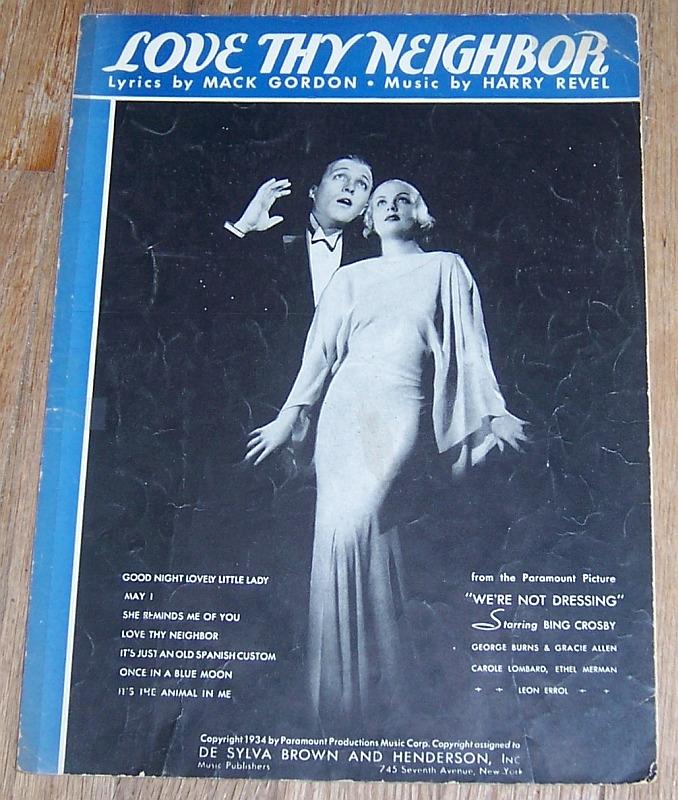 LOVE THY NEIGHBOR
Lyrics by MACK GORDON • Music by HARRY REVEL
GOOD NIGHT LOVELY LITTLE LADY
MAY I
SHE REMINDS ME OF YOU
LOVE THY NEIGHBOR
IT'S JUST AN OLD SPANISH CUSTOM
ONCE IN A BLUE MOON
IT'S THE ANIMAL IN ME
from the Paramount Picture
"WE'RE NOT DRESSING"
Starring BING CROSBY
GEORGE BURNS & GRACIE ALLEN
CAROLE LOMBARD, ETHEL MERMAN
LEON ERROL
Copyright 1934 by Paramount Productions Music Corp. Copyright assigned to
DE SYLVA BROWN AND HENDERSON, INC
Music Publishers 745 Seventh Avenue, New York